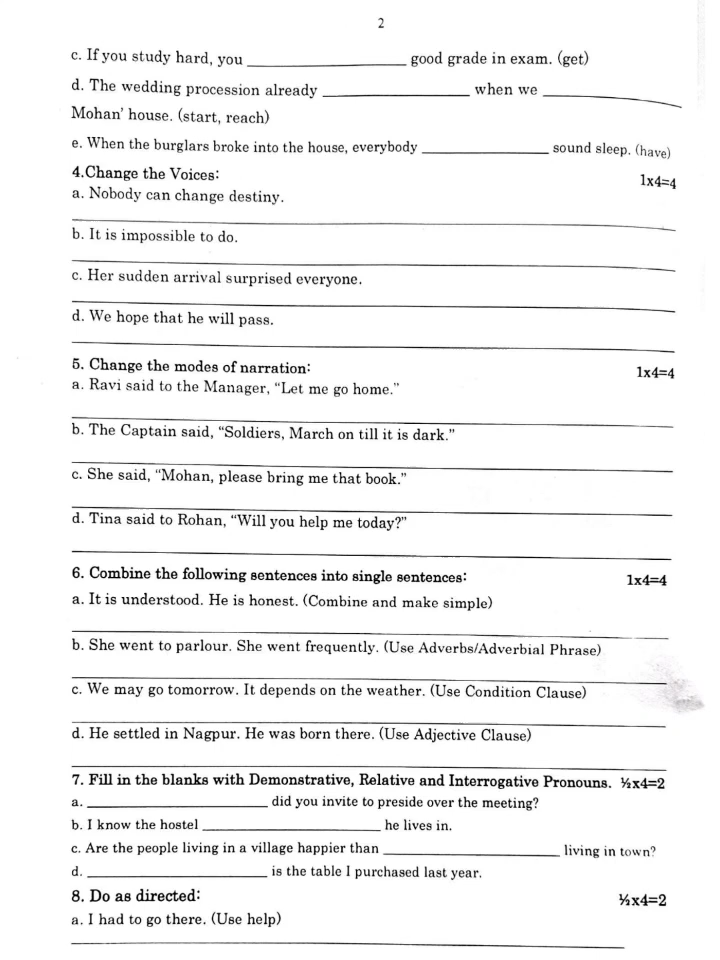 2
c. If you study hard, you ____________ good grade in exam. (get)
d. The wedding procession already ____________ when we ____________
Mohan' house. (start, reach)
e. When the burglars broke into the house, everybody ____________ sound sleep. (have)
4.Change the Voices: 1x4=4
a. Nobody can change destiny.
b. It is impossible to do.
c. Her sudden arrival surprised everyone.
d. We hope that he will pass.
5. Change the modes of narration: 1x4=4
a. Ravi said to the Manager, “Let me go home.”
b. The Captain said, “Soldiers, March on till it is dark.”
c. She said, “Mohan, please bring me that book.”
d. Tina said to Rohan, “Will you help me today?”
6. Combine the following sentences into single sentences: 1x4=4
a. It is understood. He is honest. (Combine and make simple)
b. She went to parlour. She went frequently. (Use Adverbs/Adverbial Phrase)
c. We may go tomorrow. It depends on the weather. (Use Condition Clause)
d. He settled in Nagpur. He was born there. (Use Adjective Clause)
7. Fill in the blanks with Demonstrative, Relative and Interrogative Pronouns. ½x4=2
a. ____________ did you invite to preside over the meeting?
b. I know the hostel ____________ he lives in.
c. Are the people living in a village happier than ____________ living in town?
d. ____________ is the table I purchased last year.
8. Do as directed: ½x4=2
a. I had to go there. (Use help)